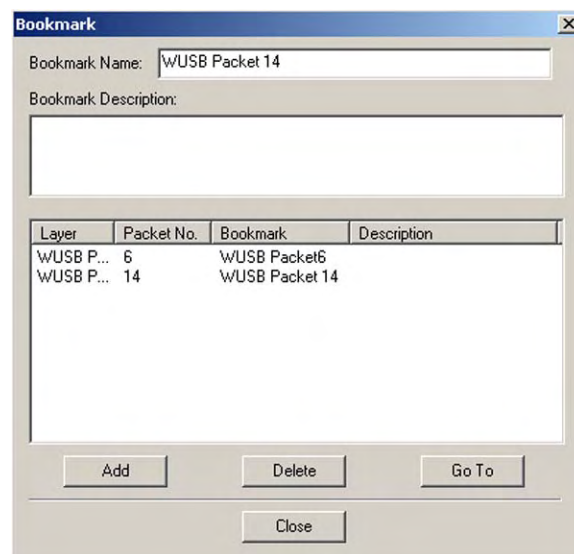 Bookmark
Bookmark Name: WUSB Packet 14
Bookmark Description:
Layer Packet No. Bookmark Description
WUSB P... 6 WUSB Packet6
WUSB P... 14 WUSB Packet 14
Add Delete Go To
Close